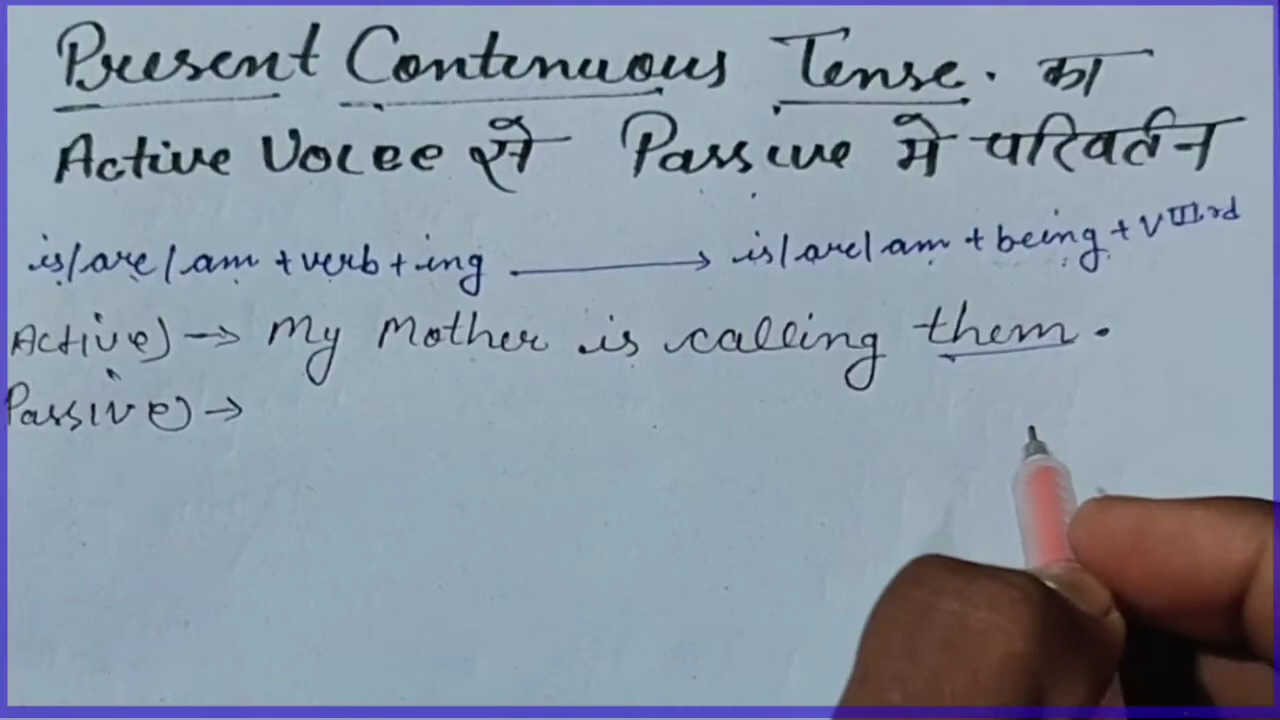 Present Continuous Tense. का
Active Voice से Passive मे परिवर्तन
is/are/am + verb + ing → is/are/am + being + V IIIrd
Active) → My Mother is calling them.
Passive) →